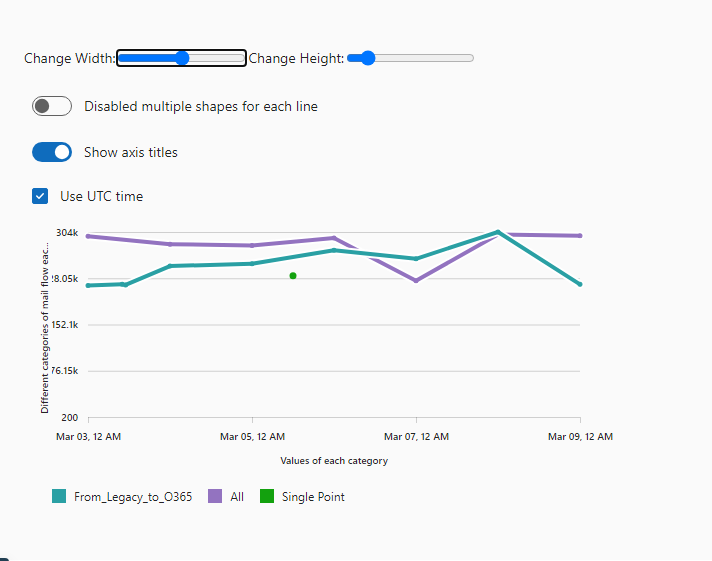 Change Width: Change Height:
Disabled multiple shapes for each line
Show axis titles
Use UTC time
304k
Different categories of mail flow eac...
8.05k
152.1k
76.15k
200
Mar 03, 12 AM Mar 05, 12 AM Mar 07, 12 AM Mar 09, 12 AM
Values of each category
From_Legacy_to_O365 All Single Point